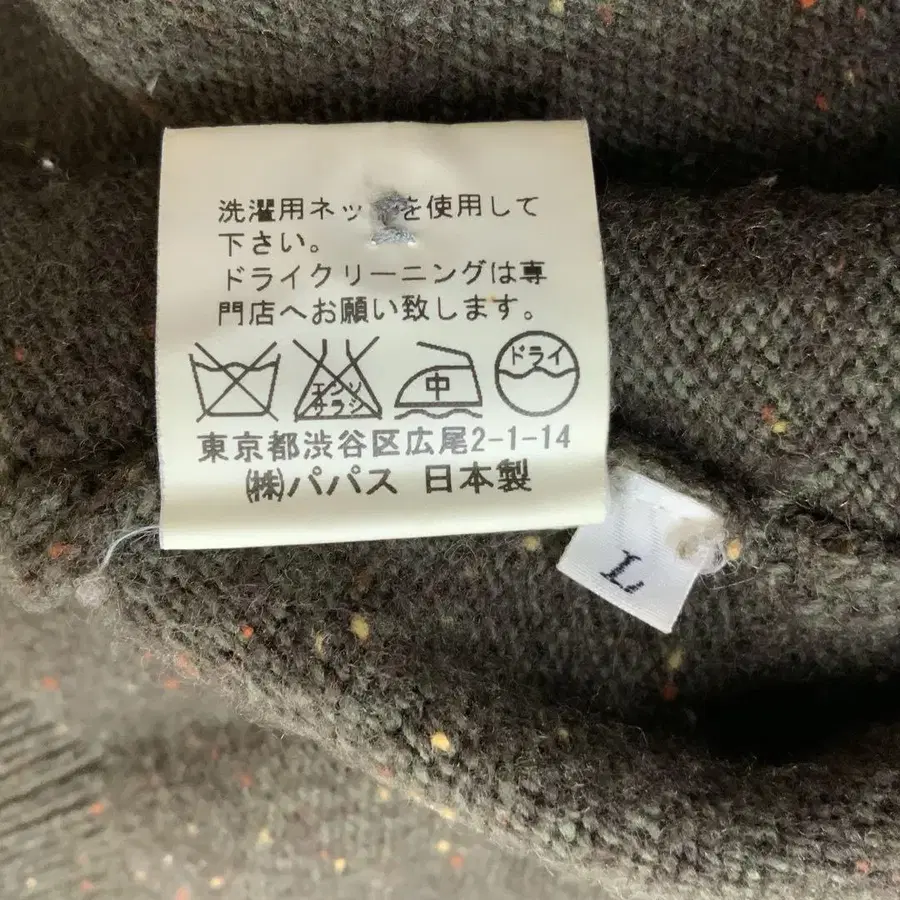 洗濯用ネットを使用して
下さい。
ドライクリーニングは専
門店へお願い致します。
エンソ
サラシ
中
ドライ
東京都渋谷区広尾2-1-14
㈱パパス 日本製
L